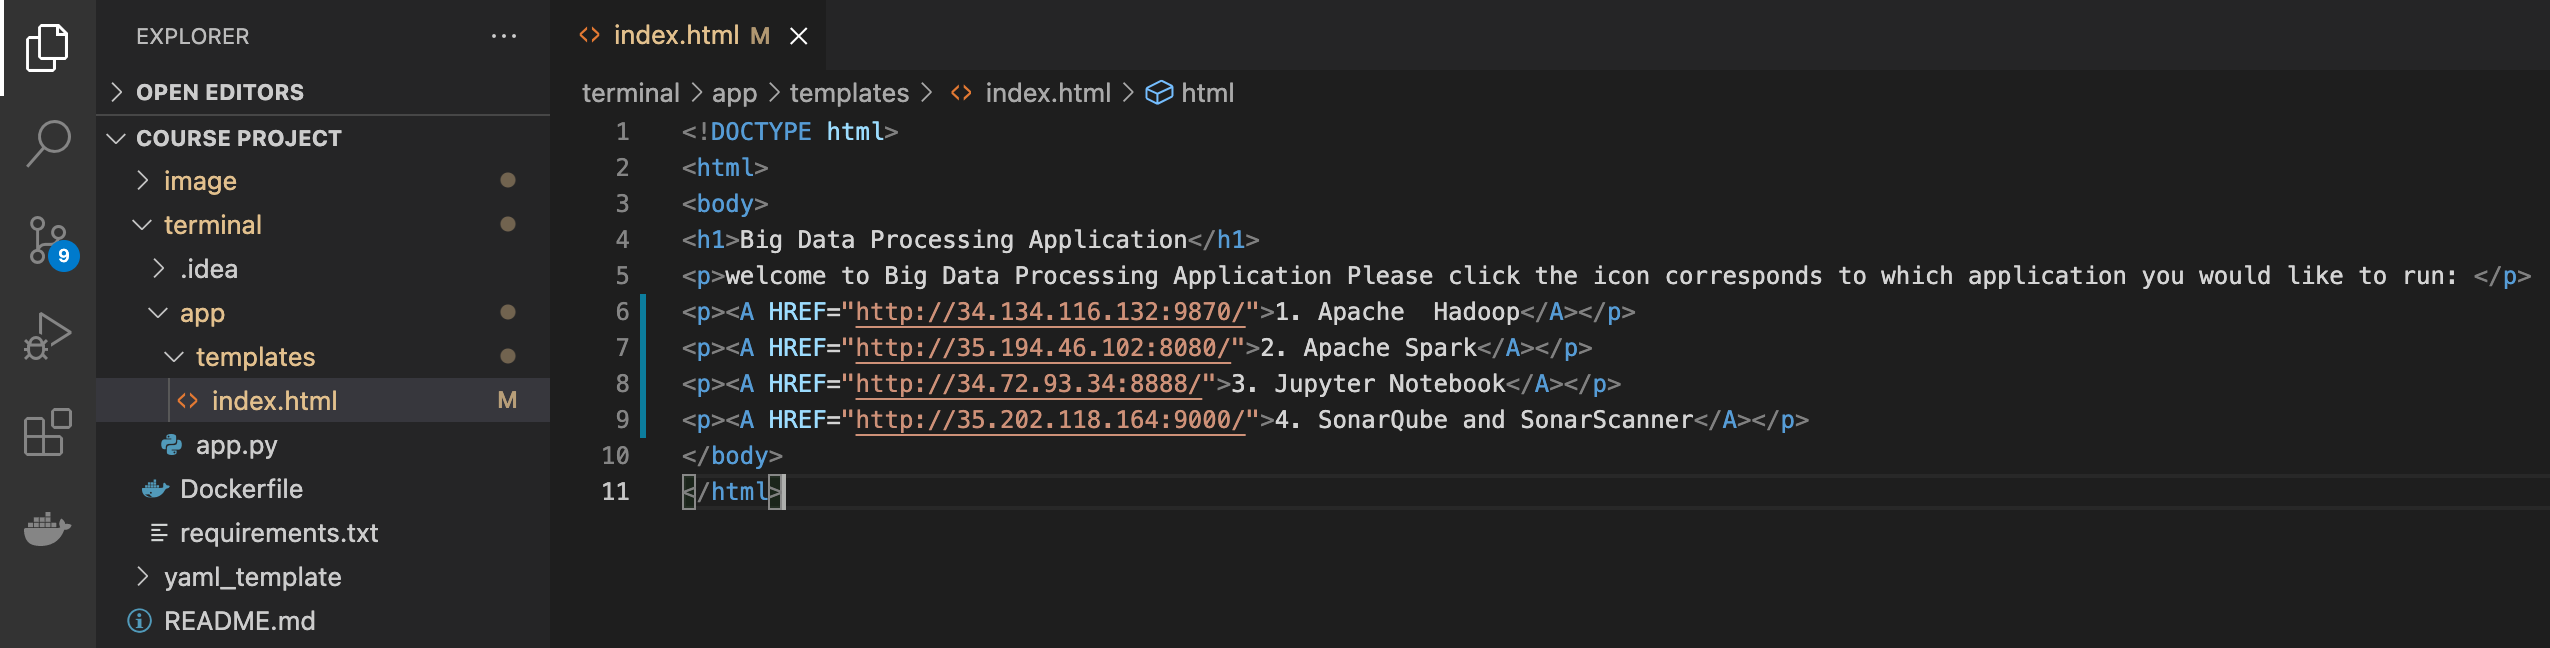 EXPLORER
OPEN EDITORS
COURSE PROJECT
image
terminal
.idea
app
templates
index.html M
app.py
Dockerfile
requirements.txt
yaml_template
README.md
9
index.html M
terminal > app > templates > index.html > html
1 <!DOCTYPE html>
2 <html>
3 <body>
4 <h1>Big Data Processing Application</h1>
5 <p>welcome to Big Data Processing Application Please click the icon corresponds to which application you would like to run: </p>
6 <p><A HREF="http://34.134.116.132:9870/">1. Apache  Hadoop</A></p>
7 <p><A HREF="http://35.194.46.102:8080/">2. Apache Spark</A></p>
8 <p><A HREF="http://34.72.93.34:8888/">3. Jupyter Notebook</A></p>
9 <p><A HREF="http://35.202.118.164:9000/">4. SonarQube and SonarScanner</A></p>
10 </body>
11 </html>